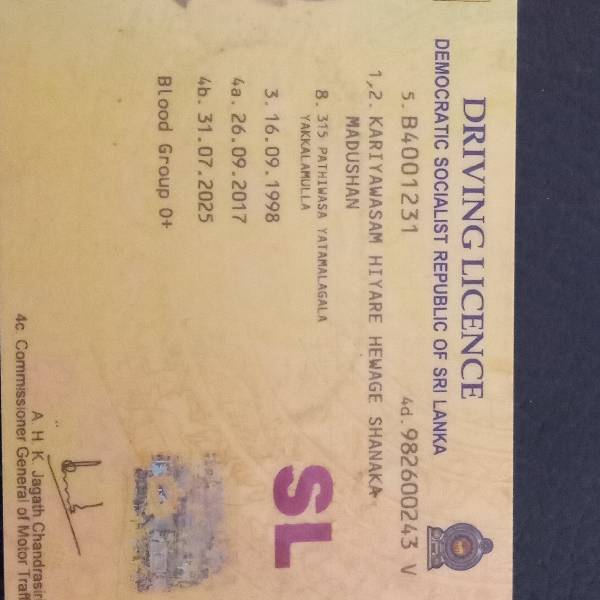 DRIVING LICENCE
DEMOCRATIC SOCIALIST REPUBLIC OF SRI LANKA
5. B4001231 4d. 982600243 V
1,2. KARIYAWASAM HIYARE HEWAGE SHANAKA
MADUSHAN
8. 315 PATHIWASA YATAMALAGALA
YAKKALAMULLA
3. 16.09.1998
4a. 26.09.2017
4b. 31.07.2025
Blood Group O+
SL
A. H. K. Jagath Chandrasiri
4c. Commissioner General of Motor Traff